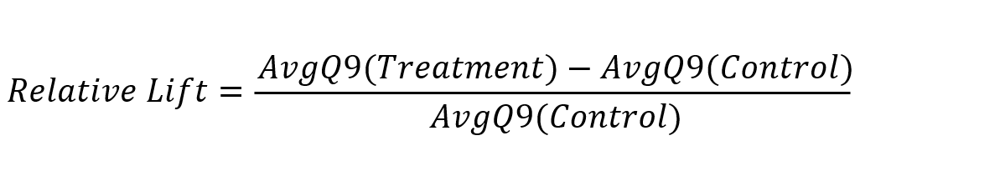 AvgQ9(Treatment) − AvgQ9(Control)
Relative Lift =
AvgQ9(Control)